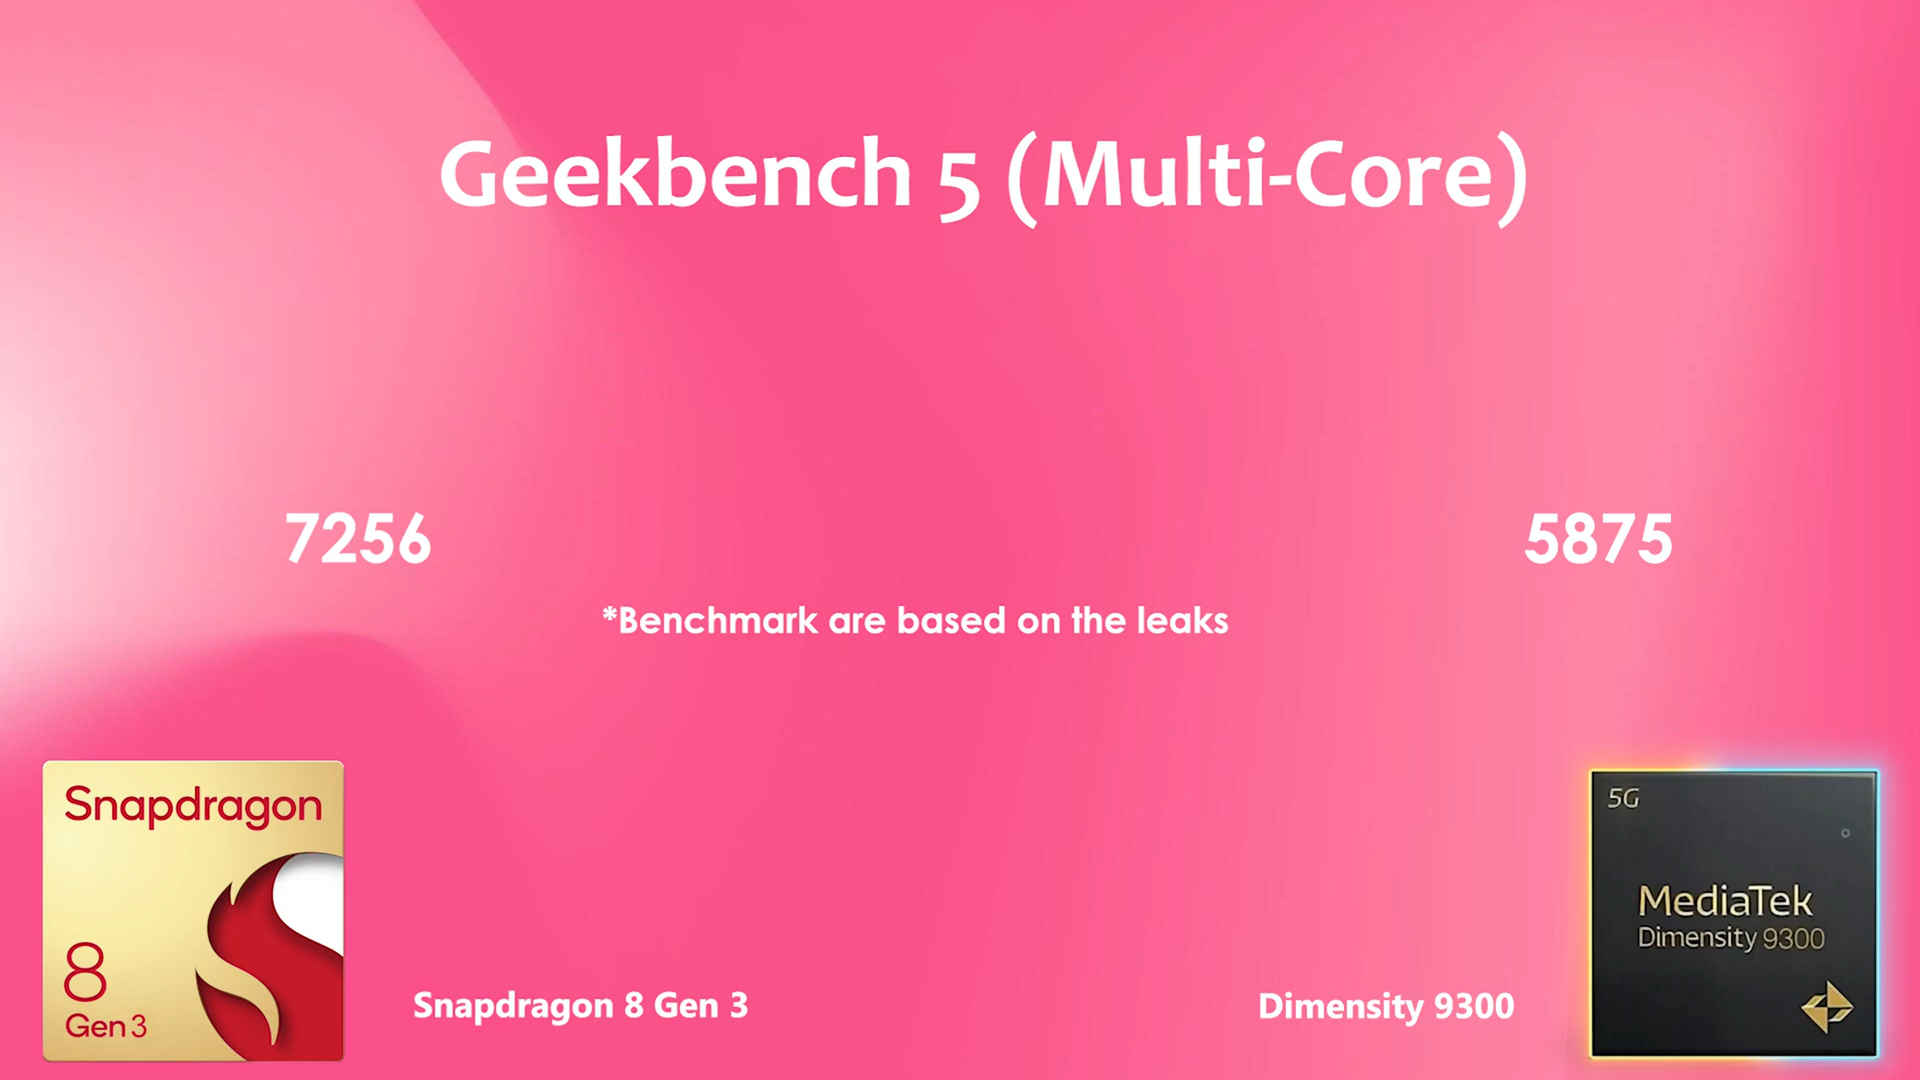 Geekbench 5 (Multi-Core)
7256
5875
*Benchmark are based on the leaks
Snapdragon
8
Gen 3
Snapdragon 8 Gen 3
Dimensity 9300
5G
MediaTek
Dimensity 9300